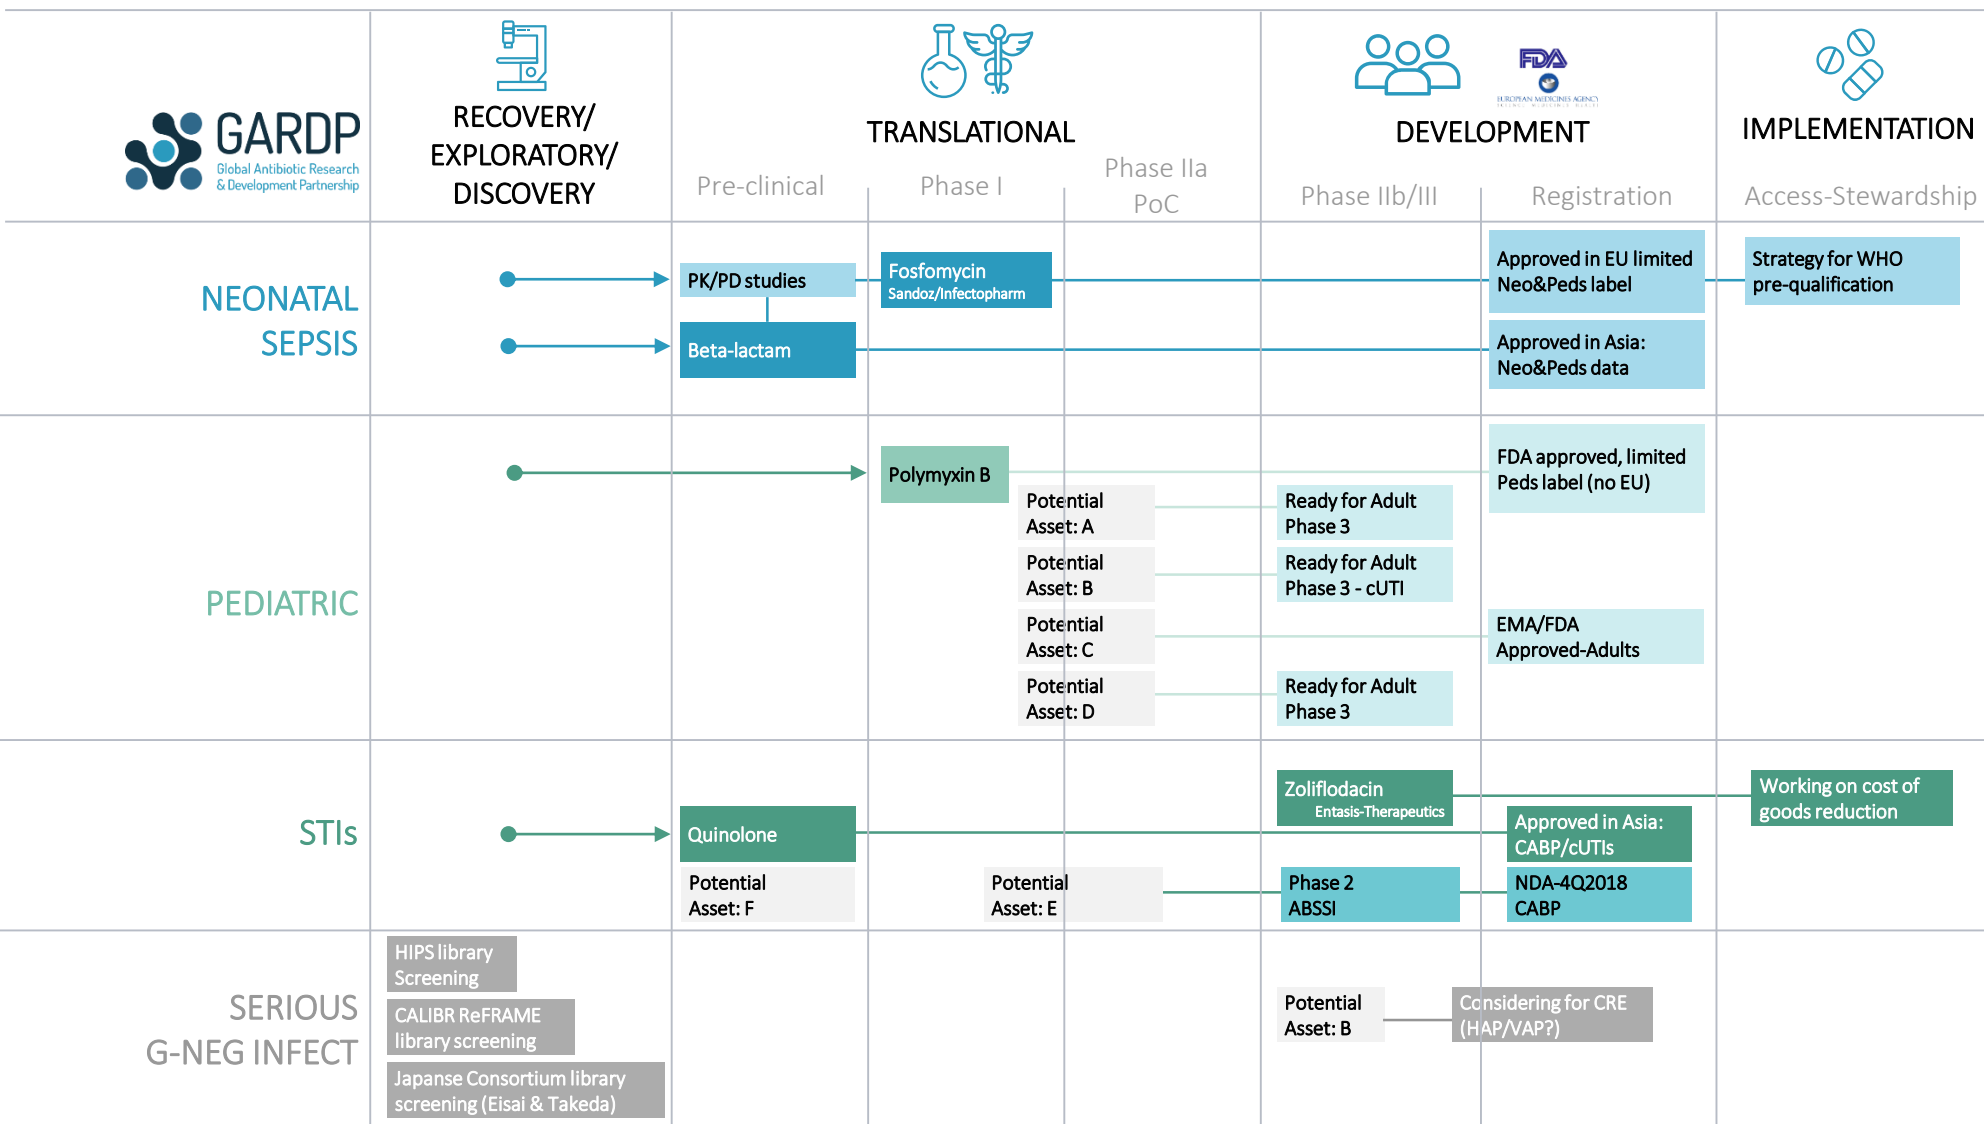 GARDP
Global Antibiotic Research
& Development Partnership
RECOVERY/
EXPLORATORY/
DISCOVERY
TRANSLATIONAL
Pre-clinical
Phase I
Phase IIa
PoC
FDA
EUROPEAN MEDICINES AGENCY
DEVELOPMENT
Phase IIb/III
Registration
IMPLEMENTATION
Access-Stewardship
NEONATAL
SEPSIS
PK/PD studies
Beta-lactam
Fosfomycin
Sandoz/Infectopharm
Approved in EU limited
Neo&Peds label
Approved in Asia:
Neo&Peds data
Strategy for WHO
pre-qualification
PEDIATRIC
Polymyxin B
FDA approved, limited
Peds label (no EU)
Potential
Asset: A
Ready for Adult
Phase 3
Potential
Asset: B
Ready for Adult
Phase 3 - cUTI
Potential
Asset: C
EMA/FDA
Approved-Adults
Potential
Asset: D
Ready for Adult
Phase 3
STIs
Zoliflodacin
Entasis-Therapeutics
Working on cost of
goods reduction
Quinolone
Approved in Asia:
CABP/cUTIs
Potential
Asset: F
Potential
Asset: E
Phase 2
ABSSI
NDA-4Q2018
CABP
SERIOUS
G-NEG INFECT
HIPS library
Screening
CALIBR ReFRAME
library screening
Japanse Consortium library
screening (Eisai & Takeda)
Potential
Asset: B
Considering for CRE
(HAP/VAP?)